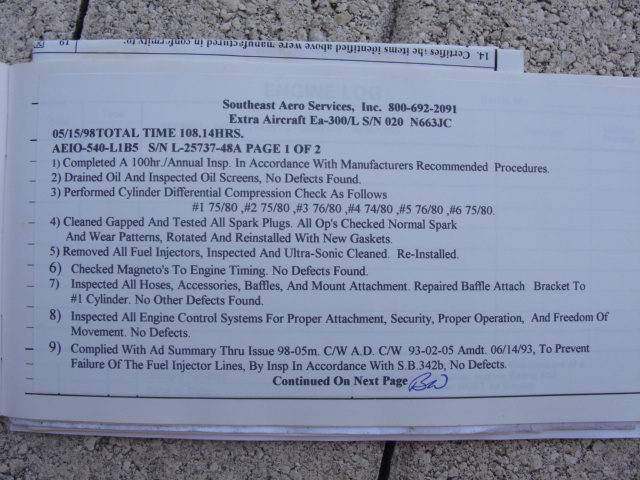 14. Certifies the items identified above were manufactured in conformity to:
19
ENGINE LOG
Southeast Aero Services, Inc. 800-692-2091
Extra Aircraft Ea-300/L S/N 020 N663JC
05/15/98TOTAL TIME 108.14HRS.
AEIO-540-L1B5 S/N L-25737-48A PAGE 1 OF 2
1) Completed A 100hr./Annual Insp. In Accordance With Manufacturers Recommended Procedures.
2) Drained Oil And Inspected Oil Screens, No Defects Found.
3) Performed Cylinder Differential Compression Check As Follows
#1 75/80 ,#2 75/80 ,#3 76/80 ,#4 74/80 ,#5 76/80 ,#6 75/80.
4) Cleaned Gapped And Tested All Spark Plugs. All Op's Checked Normal Spark
And Wear Patterns, Rotated And Reinstalled With New Gaskets.
5) Removed All Fuel Injectors, Inspected And Ultra-Sonic Cleaned. Re-Installed.
6) Checked Magneto's To Engine Timing. No Defects Found.
7) Inspected All Hoses, Accessories, Baffles, And Mount Attachment. Repaired Baffle Attach Bracket To
#1 Cylinder. No Other Defects Found.
8) Inspected All Engine Control Systems For Proper Attachment, Security, Proper Operation, And Freedom Of
Movement. No Defects.
9) Complied With Ad Summary Thru Issue 98-05m. C/W A.D. C/W 93-02-05 Amdt. 06/14/93, To Prevent
Failure Of The Fuel Injector Lines, By Insp In Accordance With S.B.342b, No Defects.
Continued On Next Page